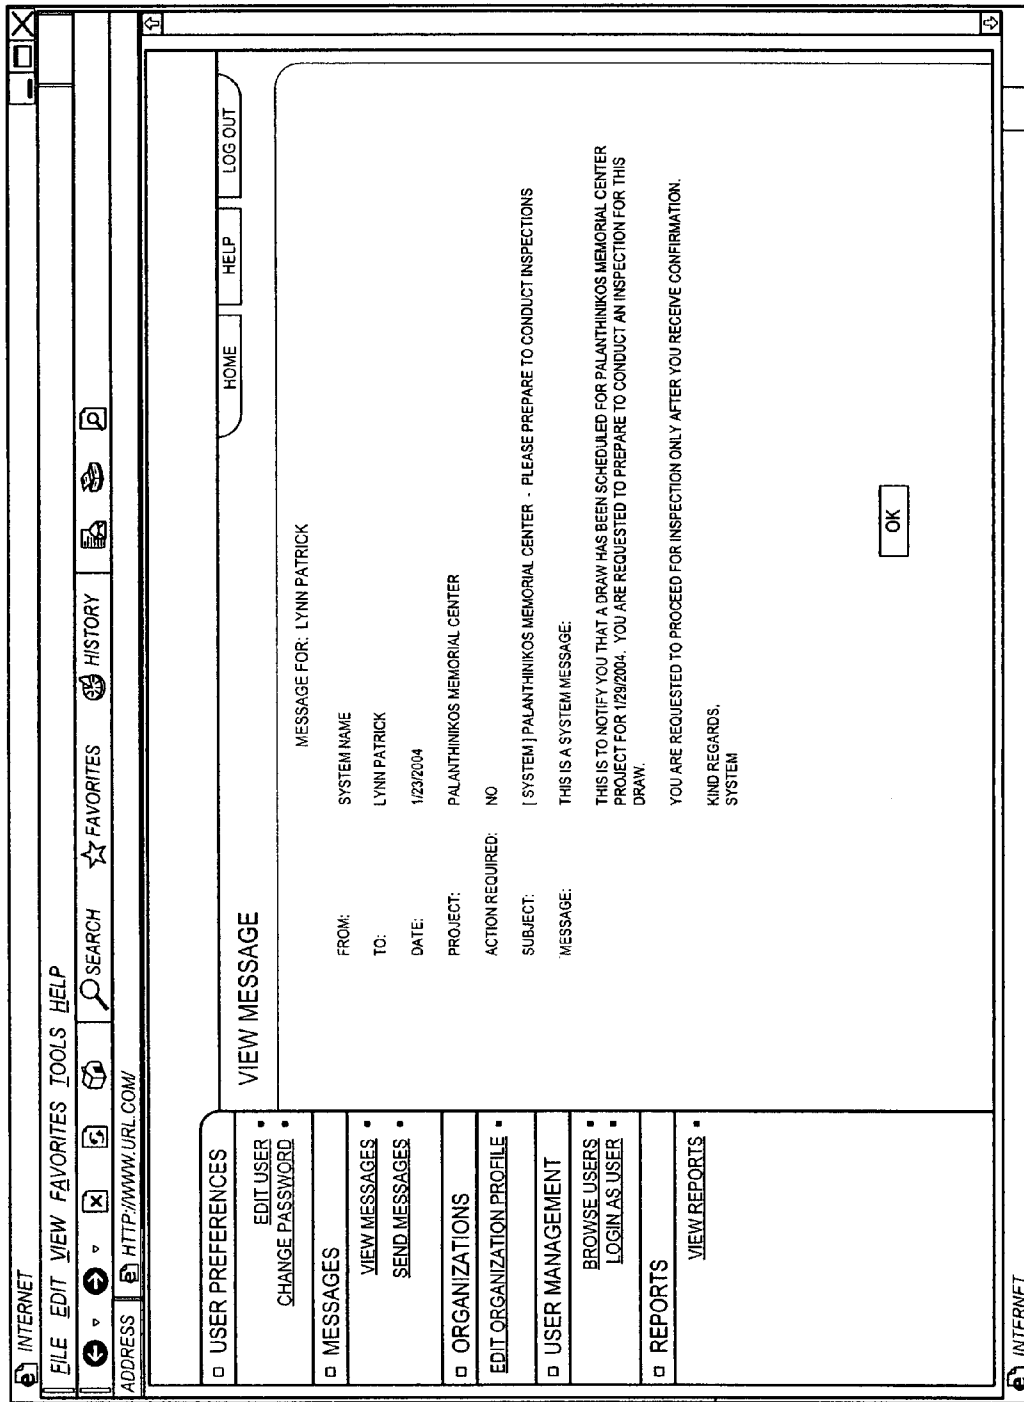 INTERNET
FILE EDIT VIEW FAVORITES TOOLS HELP
SEARCH FAVORITES HISTORY
ADDRESS HTTP://WWW.URL.COM/
HOME HELP LOG OUT
USER PREFERENCES
EDIT USER
CHANGE PASSWORD
MESSAGES
VIEW MESSAGES
SEND MESSAGES
ORGANIZATIONS
EDIT ORGANIZATION PROFILE
USER MANAGEMENT
BROWSE USERS
LOGIN AS USER
REPORTS
VIEW REPORTS
VIEW MESSAGE
MESSAGE FOR: LYNN PATRICK
FROM: SYSTEM NAME
TO: LYNN PATRICK
DATE: 1/23/2004
PROJECT: PALANTHINIKOS MEMORIAL CENTER
ACTION REQUIRED: NO
SUBJECT: [ SYSTEM ] PALANTHINIKOS MEMORIAL CENTER - PLEASE PREPARE TO CONDUCT INSPECTIONS
MESSAGE: THIS IS A SYSTEM MESSAGE:
THIS IS TO NOTIFY YOU THAT A DRAW HAS BEEN SCHEDULED FOR PALANTHINIKOS MEMORIAL CENTER
PROJECT FOR 1/29/2004. YOU ARE REQUESTED TO PREPARE TO CONDUCT AN INSPECTION FOR THIS
DRAW.
YOU ARE REQUESTED TO PROCEED FOR INSPECTION ONLY AFTER YOU RECEIVE CONFIRMATION.
KIND REGARDS,
SYSTEM
OK
INTERNET